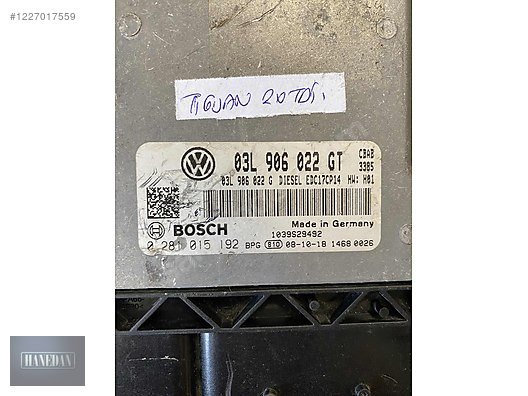 #1227017559
TIGUAN 2.0 TDI
03L 906 022 GT CBAB
03L 906 022 G DIESEL EDC17CP14 HW: H01 3385
BOSCH
Made in Germany
1039S29492
0 281 015 192 BPG 810 08-10-18 1468 0026
HANEDAN